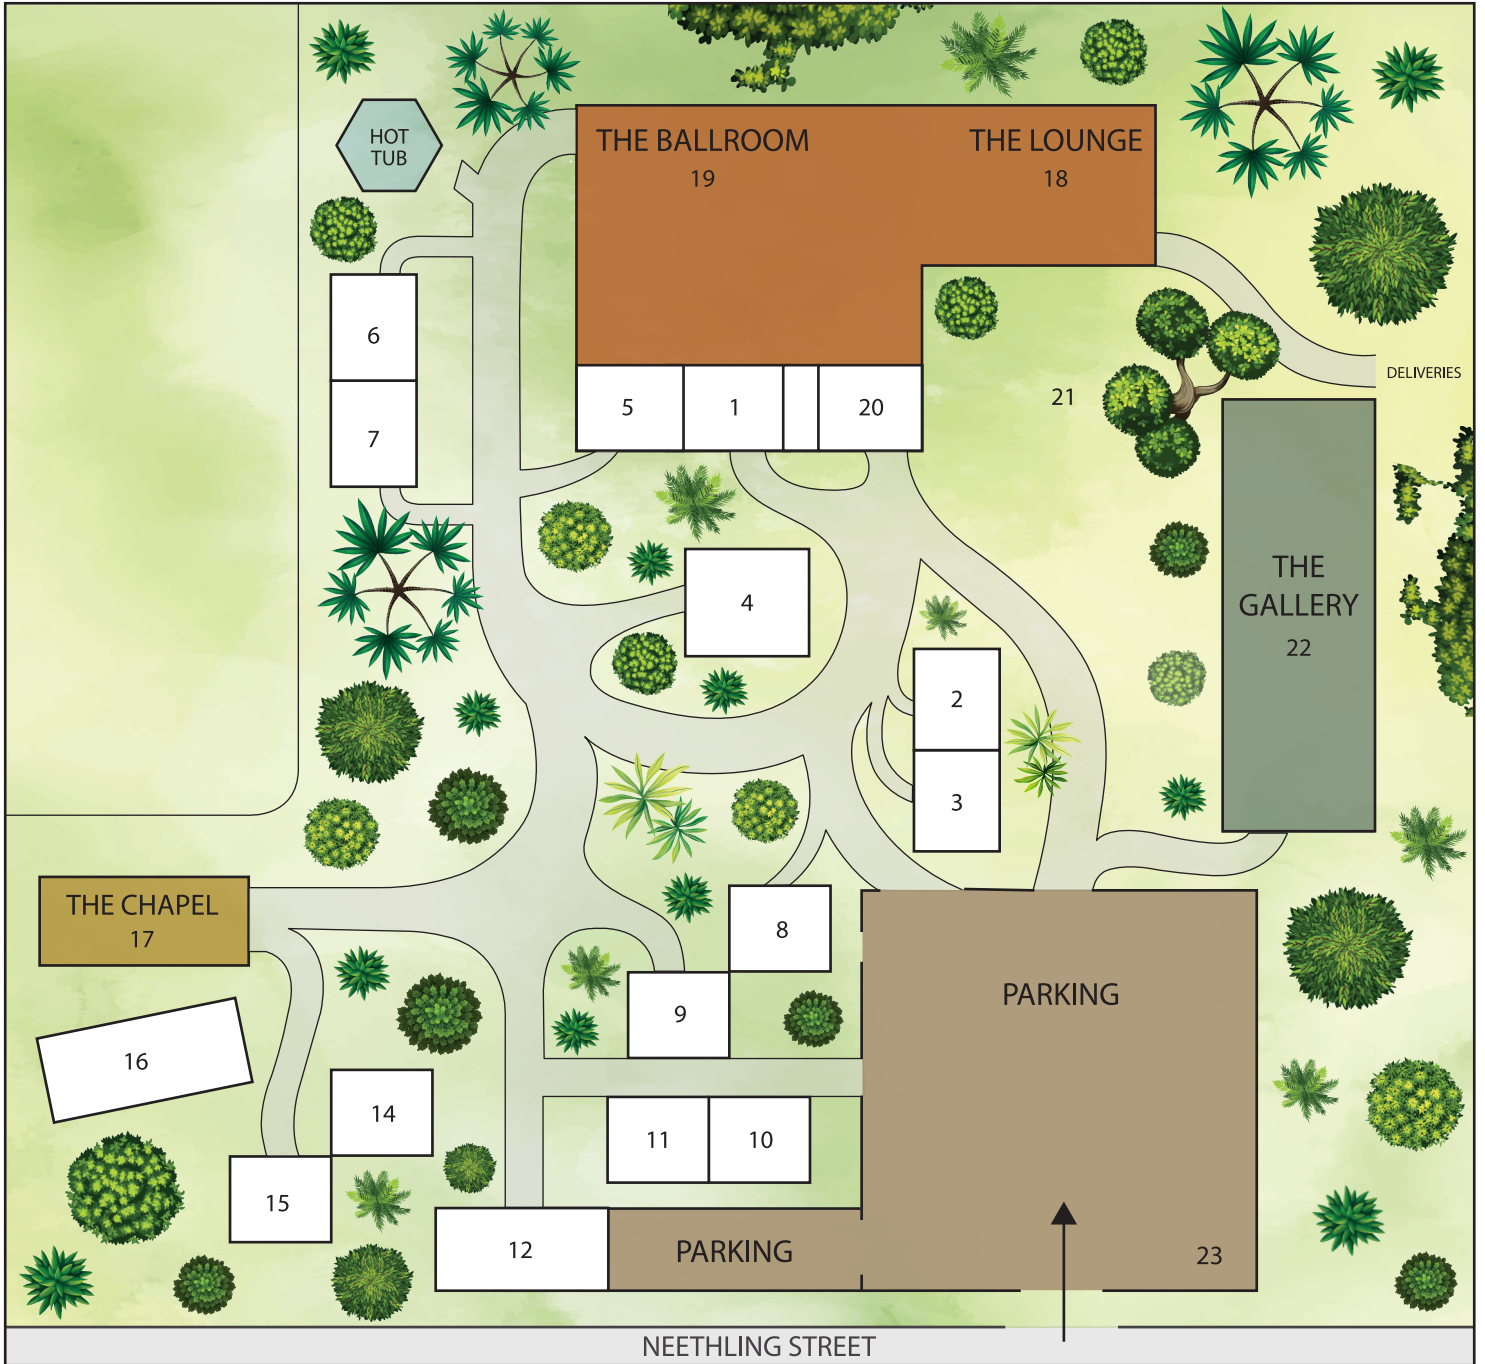 HOT
TUB
THE BALLROOM
19
THE LOUNGE
18
6
7
5
1
20
21
DELIVERIES
4
2
3
THE
GALLERY
22
THE CHAPEL
17
8
9
PARKING
16
14
15
11
10
12
PARKING
23
NEETHLING STREET